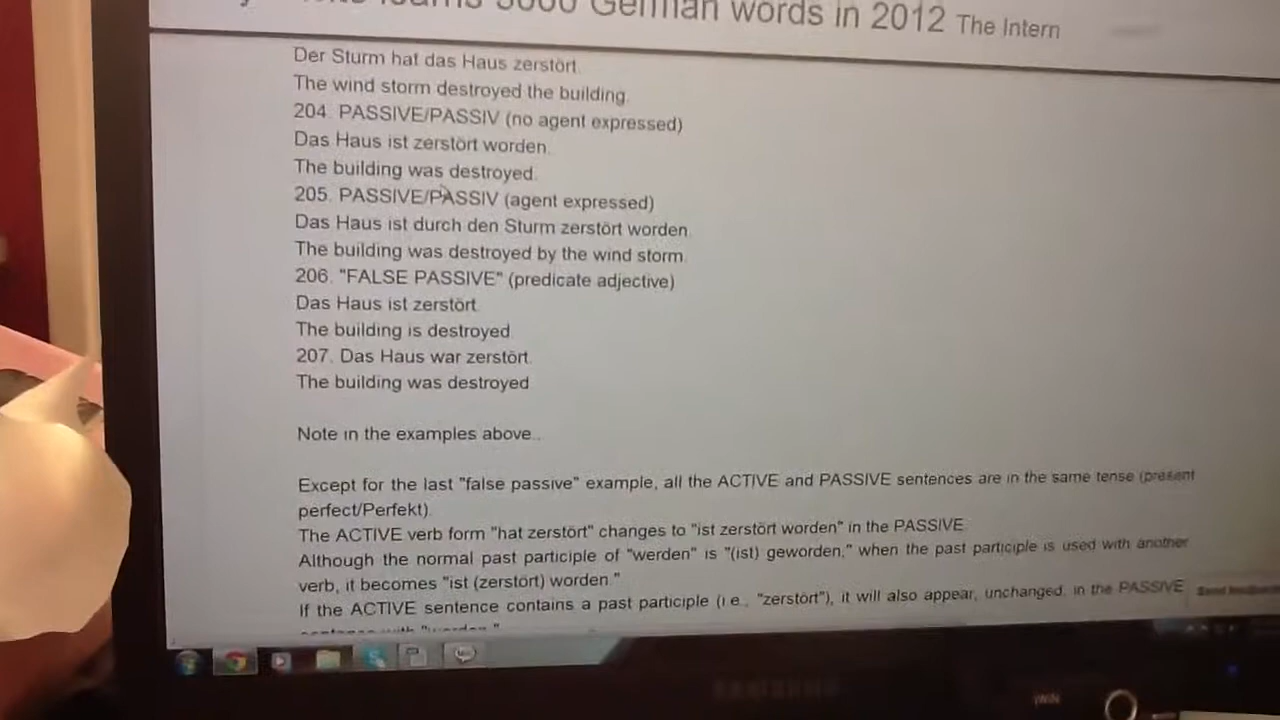 learns 5000 German words in 2012 The Intern
Der Sturm hat das Haus zerstört.
The wind storm destroyed the building.
204. PASSIVE/PASSIV (no agent expressed)
Das Haus ist zerstört worden.
The building was destroyed.
205. PASSIVE/PASSIV (agent expressed)
Das Haus ist durch den Sturm zerstört worden.
The building was destroyed by the wind storm.
206. "FALSE PASSIVE" (predicate adjective)
Das Haus ist zerstört.
The building is destroyed.
207. Das Haus war zerstört.
The building was destroyed
Note in the examples above..
Except for the last "false passive" example, all the ACTIVE and PASSIVE sentences are in the same tense (present
perfect/Perfekt).
The ACTIVE verb form "hat zerstört" changes to "ist zerstört worden" in the PASSIVE.
Although the normal past participle of "werden" is "(ist) geworden," when the past participle is used with another
verb, it becomes "ist (zerstört) worden."
If the ACTIVE sentence contains a past participle (i.e., "zerstört"), it will also appear, unchanged, in the PASSIVE
sentence with "werden."